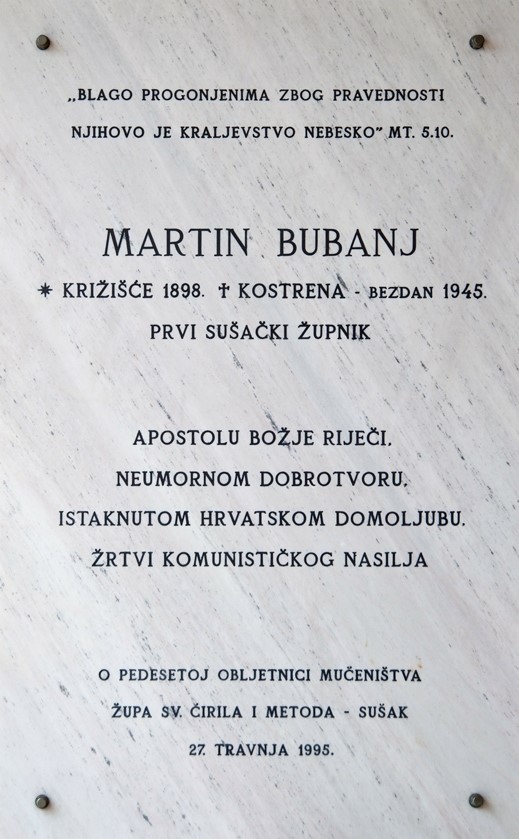 „BLAGO PROGONJENIMA ZBOG PRAVEDNOSTI
NJIHOVO JE KRALJEVSTVO NEBESKO” MT. 5.10.
MARTIN BUBANJ
✴ KRIŽIŠĆE 1898. ✝ KOSTRENA - BEZDAN 1945.
PRVI SUŠAČKI ŽUPNIK
APOSTOLU BOŽJE RIJEČI,
NEUMORNOM DOBROTVORU,
ISTAKNUTOM HRVATSKOM DOMOLJUBU,
ŽRTVI KOMUNISTIČKOG NASILJA
O PEDESETOJ OBLJETNICI MUČENIŠTVA
ŽUPA SV. ĆIRILA I METODA - SUŠAK
27. TRAVNJA 1995.